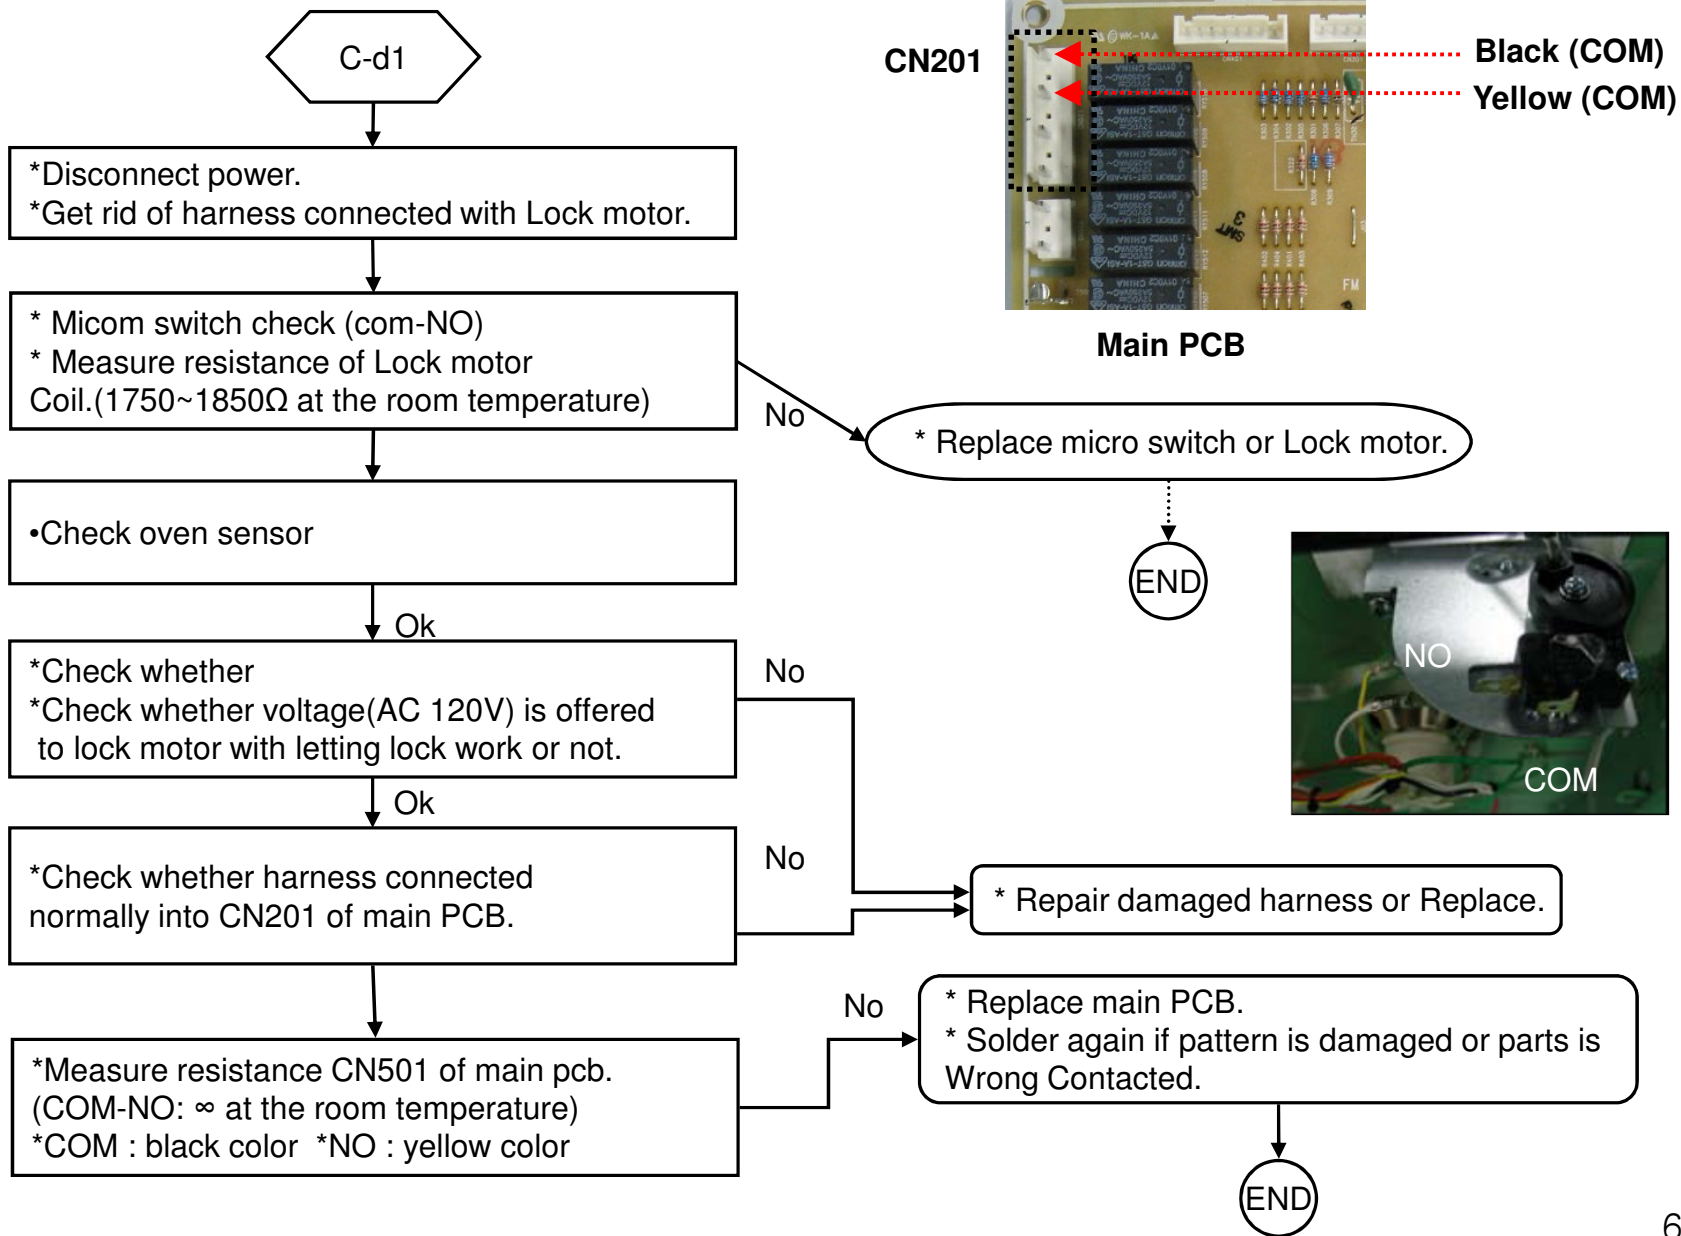 C-d1
*Disconnect power.
*Get rid of harness connected with Lock motor.
* Micom switch check (com-NO)
* Measure resistance of Lock motor
Coil.(1750~1850Ω at the room temperature)
No
* Replace micro switch or Lock motor.
END
•Check oven sensor
Ok
*Check whether
*Check whether voltage(AC 120V) is offered
to lock motor with letting lock work or not.
No
Ok
*Check whether harness connected
normally into CN201 of main PCB.
No
* Repair damaged harness or Replace.
*Measure resistance CN501 of main pcb.
(COM-NO: ∞ at the room temperature)
*COM : black color *NO : yellow color
No
* Replace main PCB.
* Solder again if pattern is damaged or parts is
Wrong Contacted.
END
CN201
Black (COM)
Yellow (COM)
Main PCB
NO
COM
6